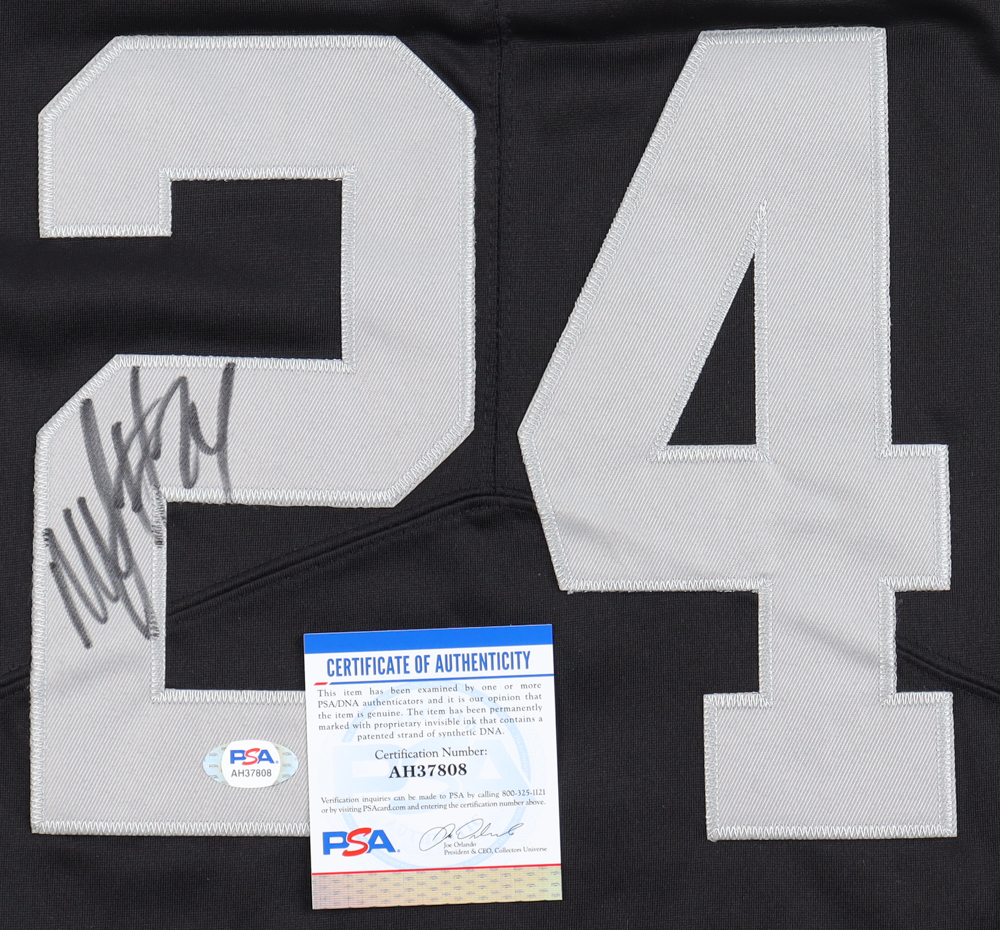 24
CERTIFICATE OF AUTHENTICITY
This item has been examined by one or more
PSA/DNA authenticators and it is our opinion that
the item is genuine. The item has been permanently
marked with proprietary invisible ink that contains a
patented strand of synthetic DNA.
Certification Number:
AH37808
Verification inquiries can be made to PSA by calling 800-325-1121
or by visiting PSAcard.com and entering the certification number above.
PSA
Joe Orlando
President & CEO, Collectors Universe
PSA
AH37808